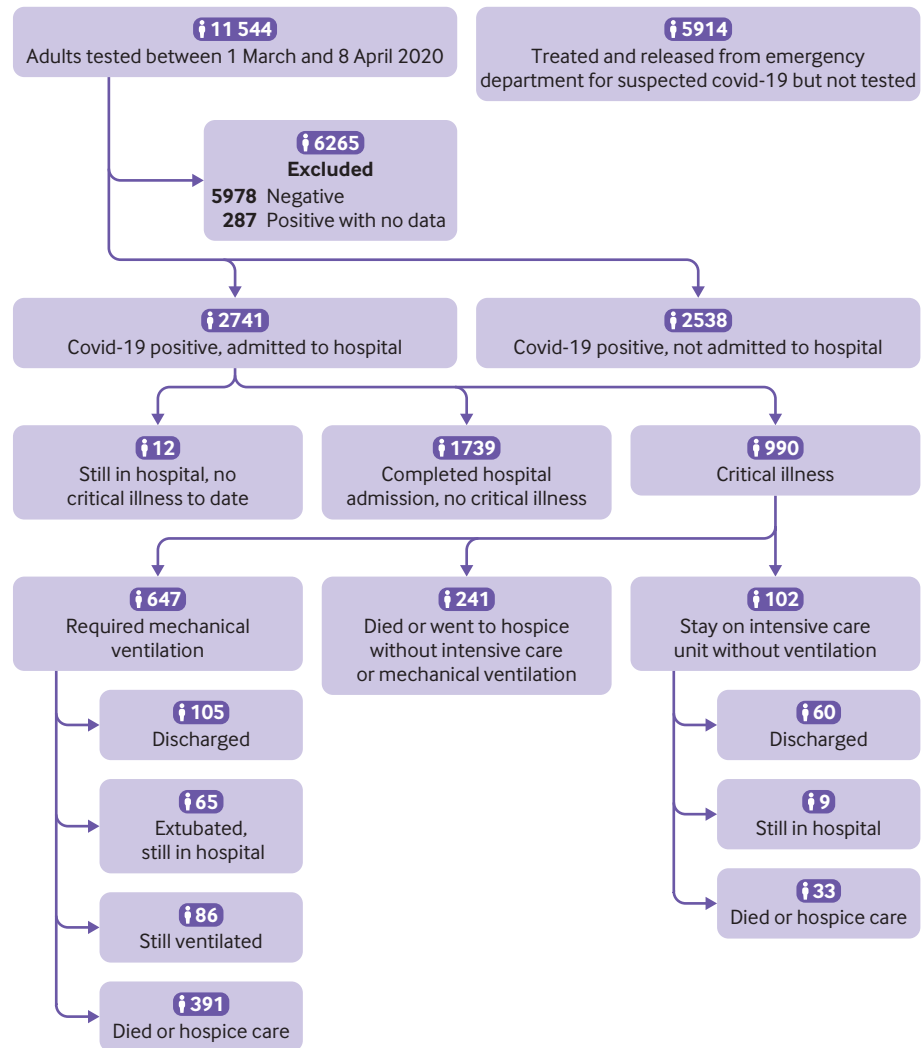 11 544
Adults tested between 1 March and 8 April 2020
5914
Treated and released from emergency
department for suspected covid-19 but not tested
6265
Excluded
5978 Negative
287 Positive with no data
2741
Covid-19 positive, admitted to hospital
2538
Covid-19 positive, not admitted to hospital
12
Still in hospital, no
critical illness to date
1739
Completed hospital
admission, no critical illness
990
Critical illness
647
Required mechanical
ventilation
241
Died or went to hospice
without intensive care
or mechanical ventilation
102
Stay on intensive care
unit without ventilation
105
Discharged
65
Extubated,
still in hospital
86
Still ventilated
391
Died or hospice care
60
Discharged
9
Still in hospital
33
Died or hospice care